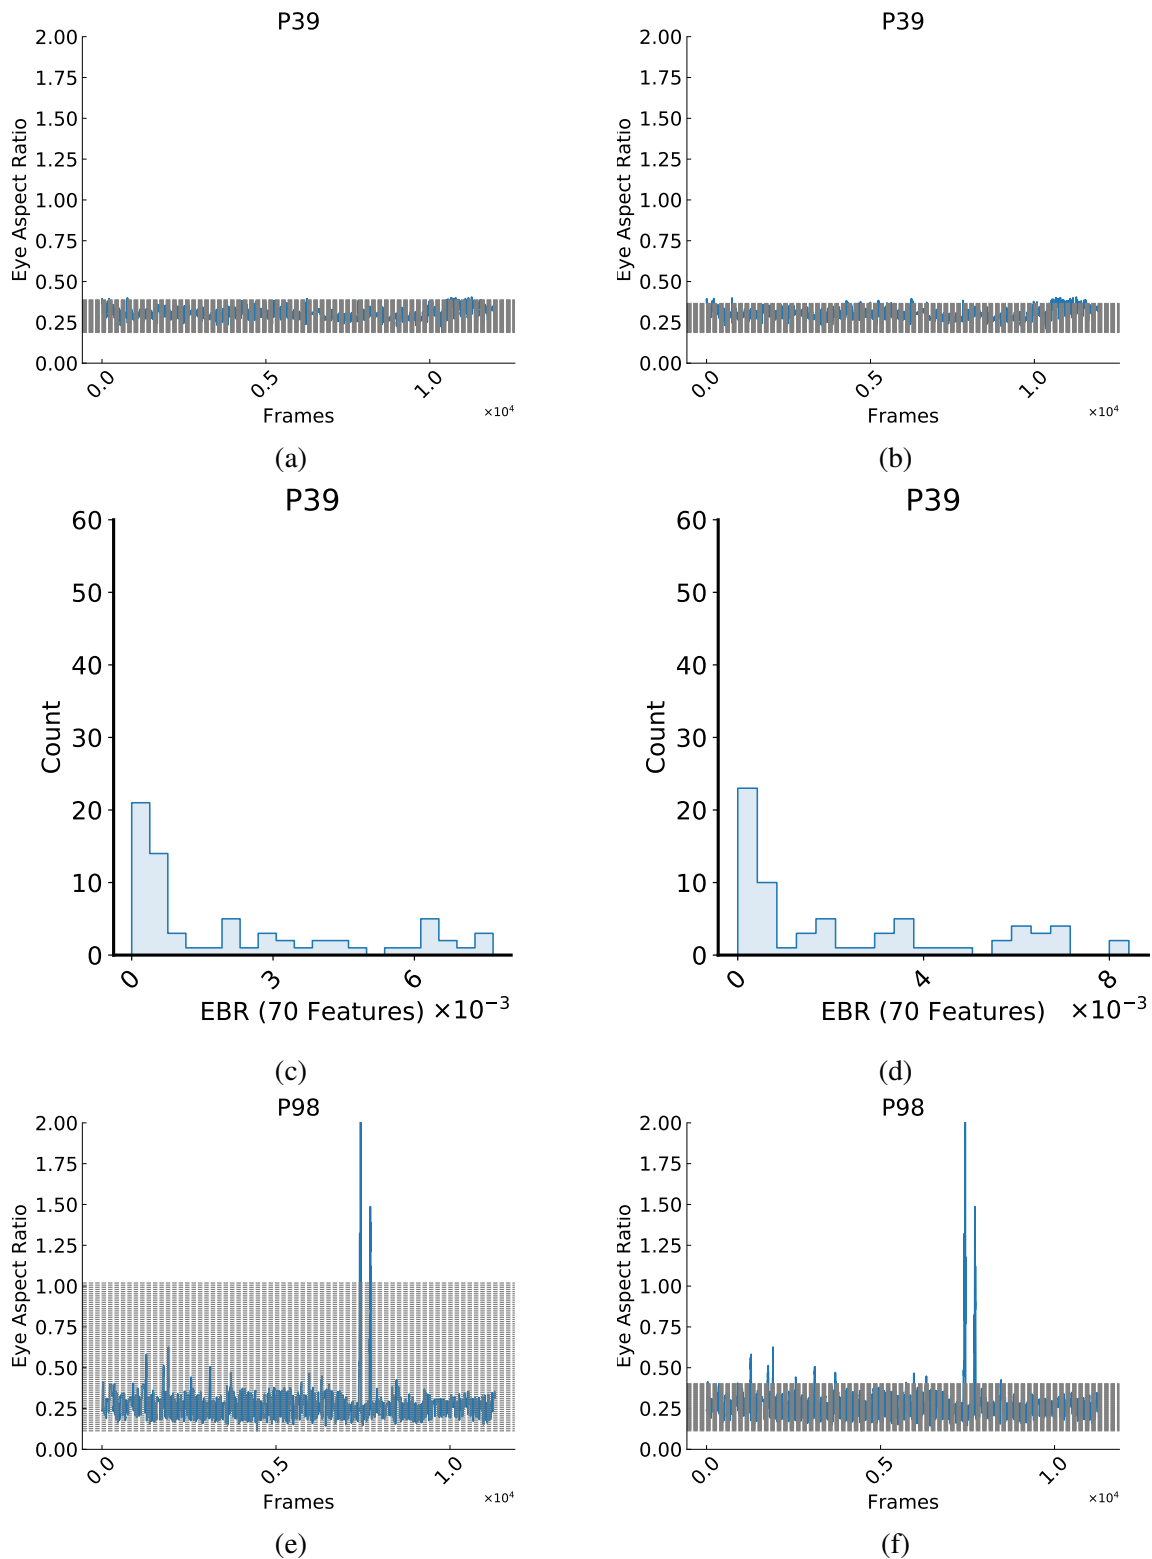 P39 P39
2.00 2.00
1.75 1.75
1.50 1.50
1.25 1.25
1.00 1.00
0.75 0.75
0.50 0.50
0.25 0.25
0.00 0.00
Eye Aspect Ratio Eye Aspect Ratio
0.0 0.5 1.0 0.0 0.5 1.0
Frames ×10⁴ Frames ×10⁴
(a) (b)
P39 P39
60 60
50 50
40 40
30 30
20 20
10 10
0 0
Count Count
0 3 6 0 4 8
EBR (70 Features) ×10⁻³ EBR (70 Features) ×10⁻³
(c) (d)
P98 P98
2.00 2.00
1.75 1.75
1.50 1.50
1.25 1.25
1.00 1.00
0.75 0.75
0.50 0.50
0.25 0.25
0.00 0.00
Eye Aspect Ratio Eye Aspect Ratio
0.0 0.5 1.0 0.0 0.5 1.0
Frames ×10⁴ Frames ×10⁴
(e) (f)